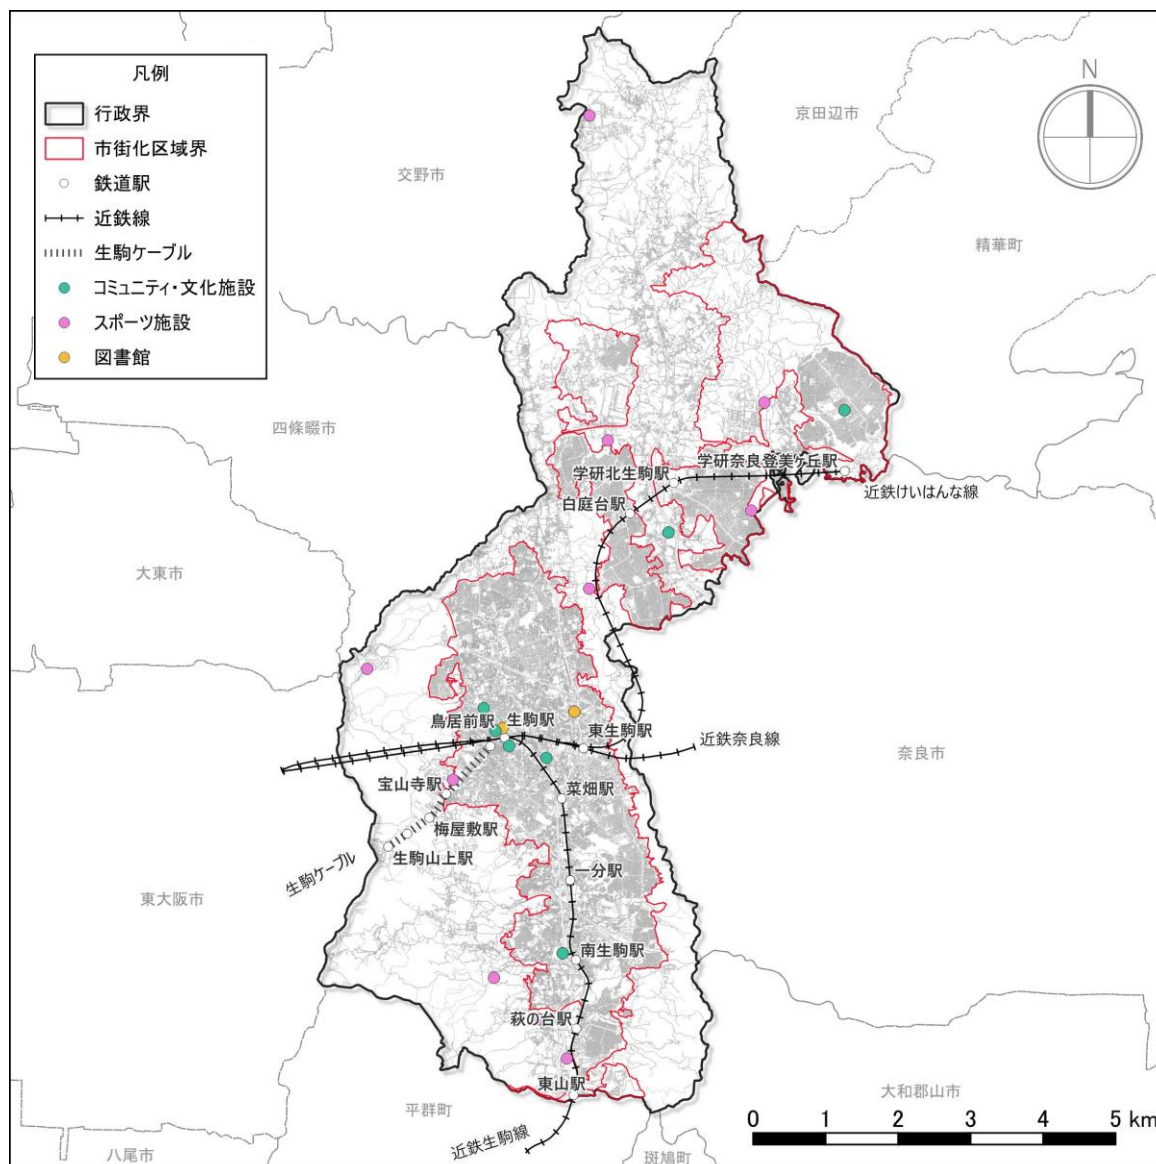 凡例
行政界
市街化区域界
鉄道駅
近鉄線
生駒ケーブル
コミュニティ・文化施設
スポーツ施設
図書館
N
京田辺市
交野市
精華町
四條畷市
学研奈良登美ヶ丘駅
学研北生駒駅
近鉄けいはんな線
白庭台駅
大東市
鳥居前駅
生駒駅
東生駒駅
近鉄奈良線
奈良市
宝山寺駅
菜畑駅
梅屋敷駅
生駒山上駅
生駒ケーブル
一分駅
東大阪市
南生駒駅
萩の台駅
東山駅
大和郡山市
平群町
近鉄生駒線
八尾市
斑鳩町
0 1 2 3 4 5 km